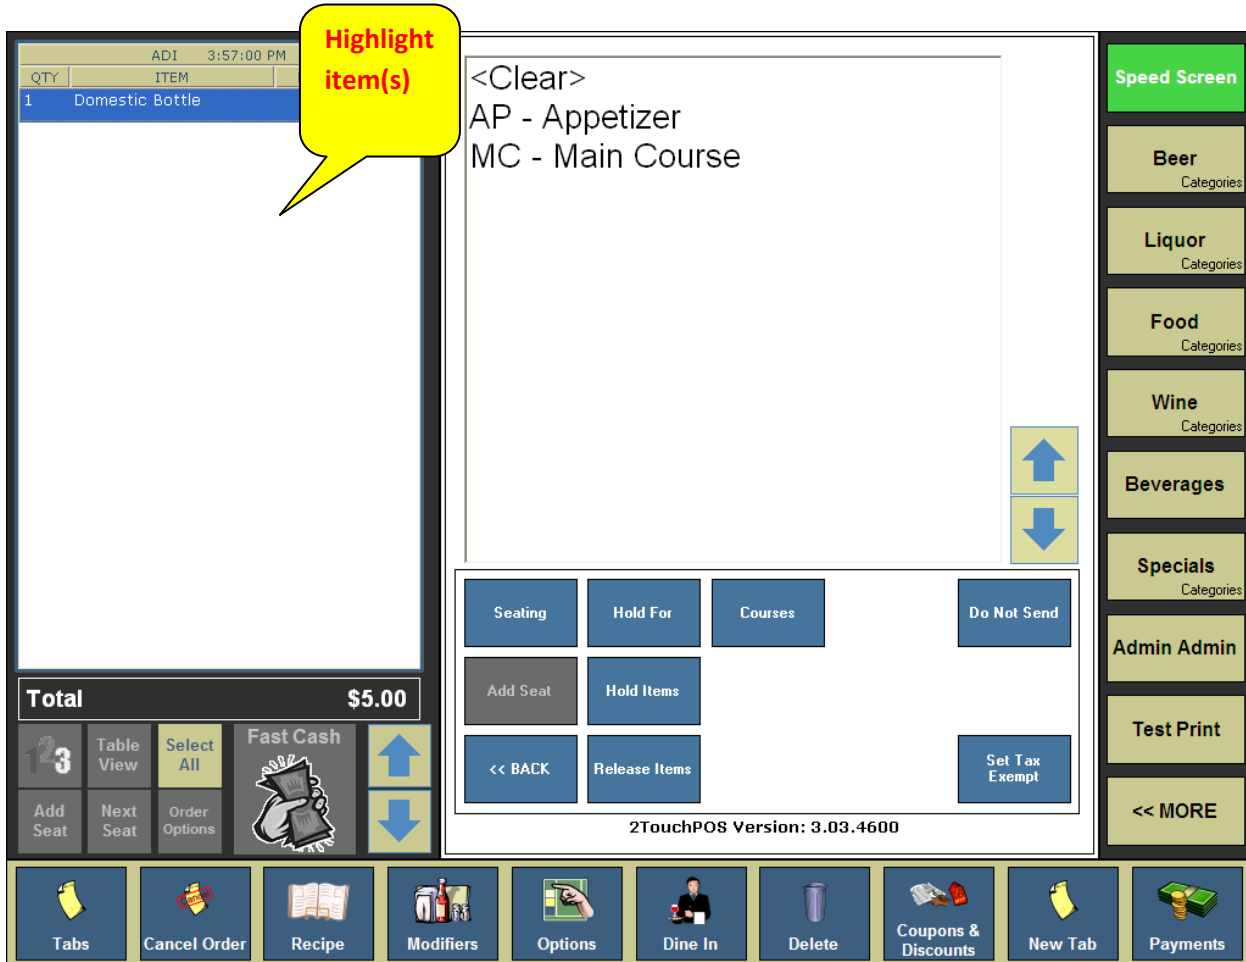 Highlight
item(s)
ADI 3:57:00 PM
QTY ITEM
1 Domestic Bottle
<Clear>
AP - Appetizer
MC - Main Course
Total $5.00
123
Table
View
Select
All
Fast Cash
Add
Seat
Next
Seat
Order
Options
Seating
Hold For
Courses
Do Not Send
Add Seat
Hold Items
<< BACK
Release Items
Set Tax
Exempt
2TouchPOS Version: 3.03.4600
Speed Screen
Beer
Categories
Liquor
Categories
Food
Categories
Wine
Categories
Beverages
Specials
Categories
Admin Admin
Test Print
<< MORE
Tabs
Cancel
Cancel Order
Recipe
Modifiers
Options
Dine In
Delete
Coupons &
Discounts
New Tab
Payments